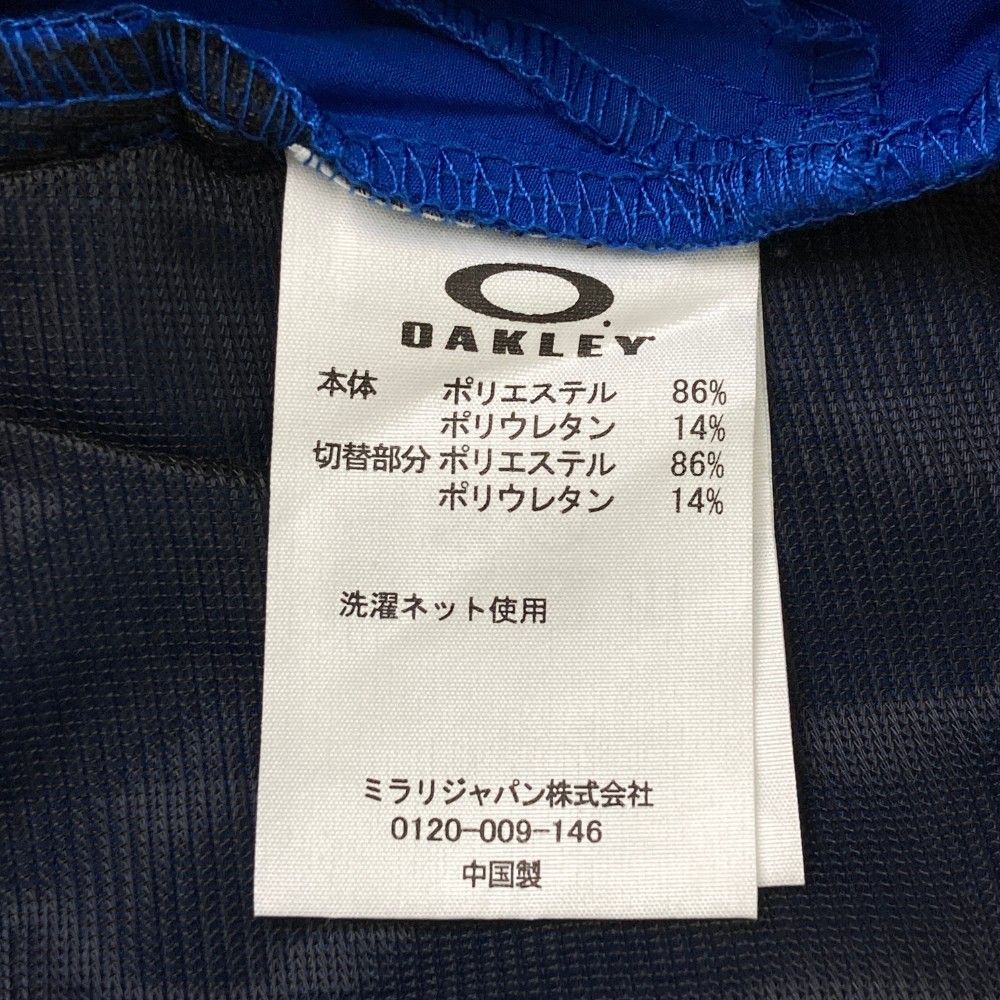 OAKLEY
本体 ポリエステル 86%
ポリウレタン 14%
切替部分 ポリエステル 86%
ポリウレタン 14%
洗濯ネット使用
ミラリジャパン株式会社
0120-009-146
中国製